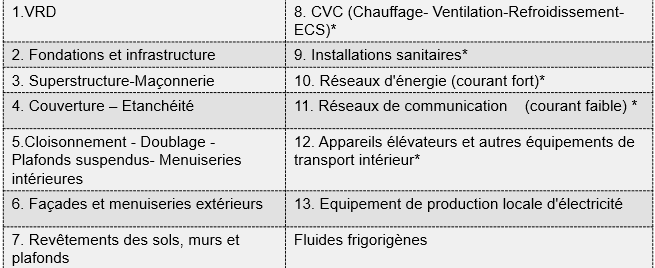 1.VRD
8. CVC (Chauffage- Ventilation-Refroidissement-
ECS)*
2. Fondations et infrastructure
9. Installations sanitaires*
3. Superstructure-Maçonnerie
10. Réseaux d'énergie (courant fort)*
4. Couverture – Etanchéité
11. Réseaux de communication (courant faible) *
5.Cloisonnement - Doublage -
Plafonds suspendus- Menuiseries
intérieures
12. Appareils élévateurs et autres équipements de
transport intérieur*
6. Façades et menuiseries extérieurs
13. Equipement de production locale d'électricité
7. Revêtements des sols, murs et
plafonds
Fluides frigorigènes